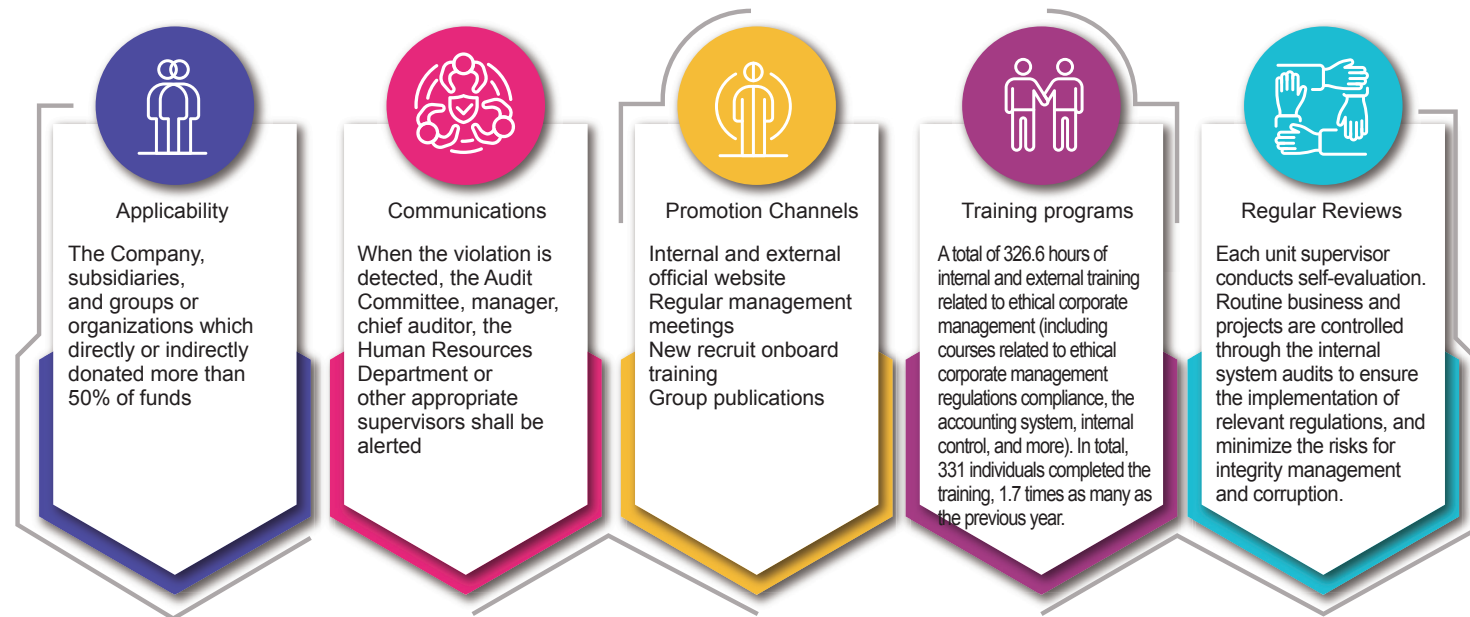 Applicability
The Company,
subsidiaries,
and groups or
organizations which
directly or indirectly
donated more than
50% of funds
Communications
When the violation is
detected, the Audit
Committee, manager,
chief auditor, the
Human Resources
Department or
other appropriate
supervisors shall be
alerted
Promotion Channels
Internal and external
official website
Regular management
meetings
New recruit onboard
training
Group publications
Training programs
A total of 326.6 hours of
internal and external training
related to ethical corporate
management (including
courses related to ethical
corporate management
regulations compliance, the
accounting system, internal
control, and more). In total,
331 individuals completed the
training, 1.7 times as many as
the previous year.
Regular Reviews
Each unit supervisor
conducts self-evaluation.
Routine business and
projects are controlled
through the internal
system audits to ensure
the implementation of
relevant regulations, and
minimize the risks for
integrity management
and corruption.